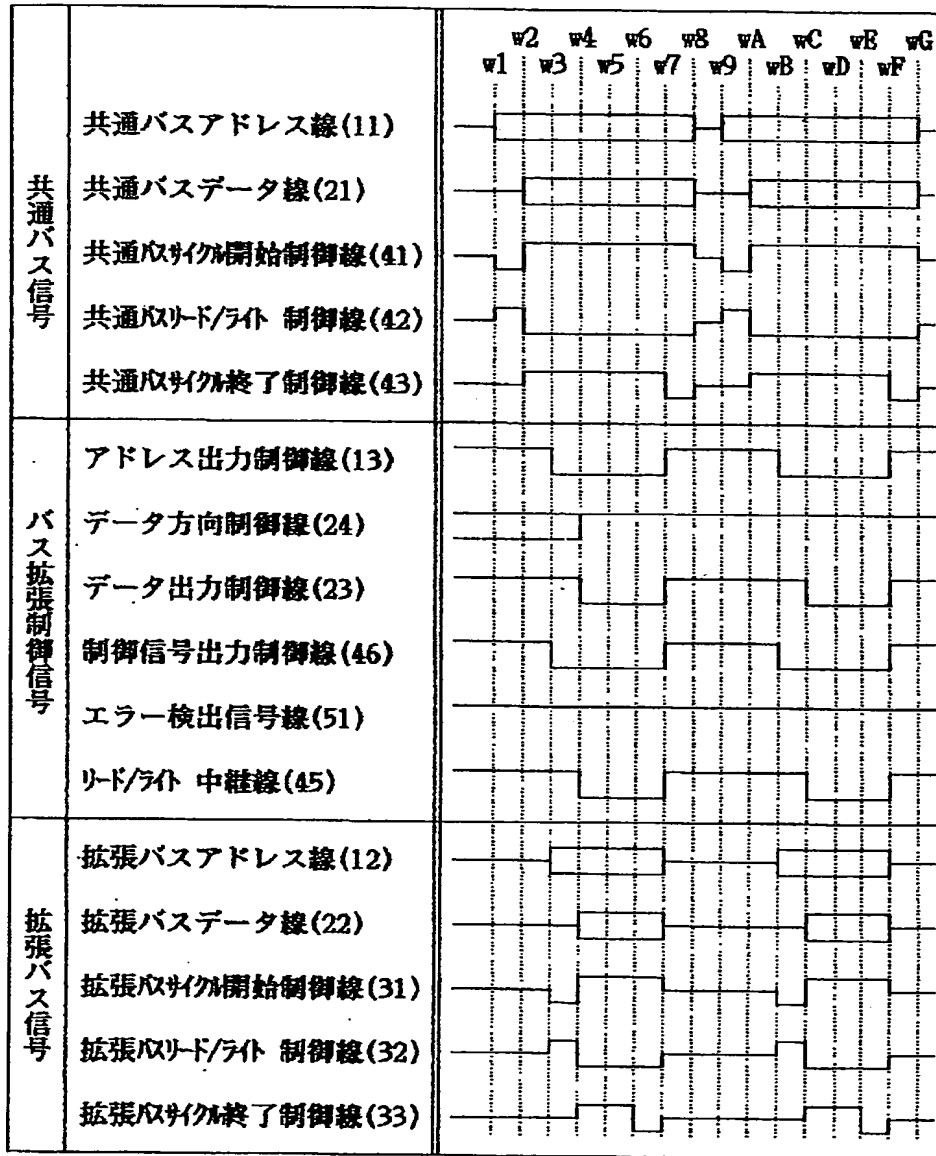 w2 w4 w6 w8 wA wC wE wG
w1 w3 w5 w7 w9 wB wD wF
共通バス信号
共通バスアドレス線(11)
共通バスデータ線(21)
共通バスサイクル開始制御線(41)
共通バスリード/ライト 制御線(42)
共通バスサイクル終了制御線(43)
バス拡張制御信号
アドレス出力制御線(13)
データ方向制御線(24)
データ出力制御線(23)
制御信号出力制御線(46)
エラー検出信号線(51)
リード/ライト 中継線(45)
拡張バス信号
拡張バスアドレス線(12)
拡張バスデータ線(22)
拡張バスサイクル開始制御線(31)
拡張バスリード/ライト 制御線(32)
拡張バスサイクル終了制御線(33)